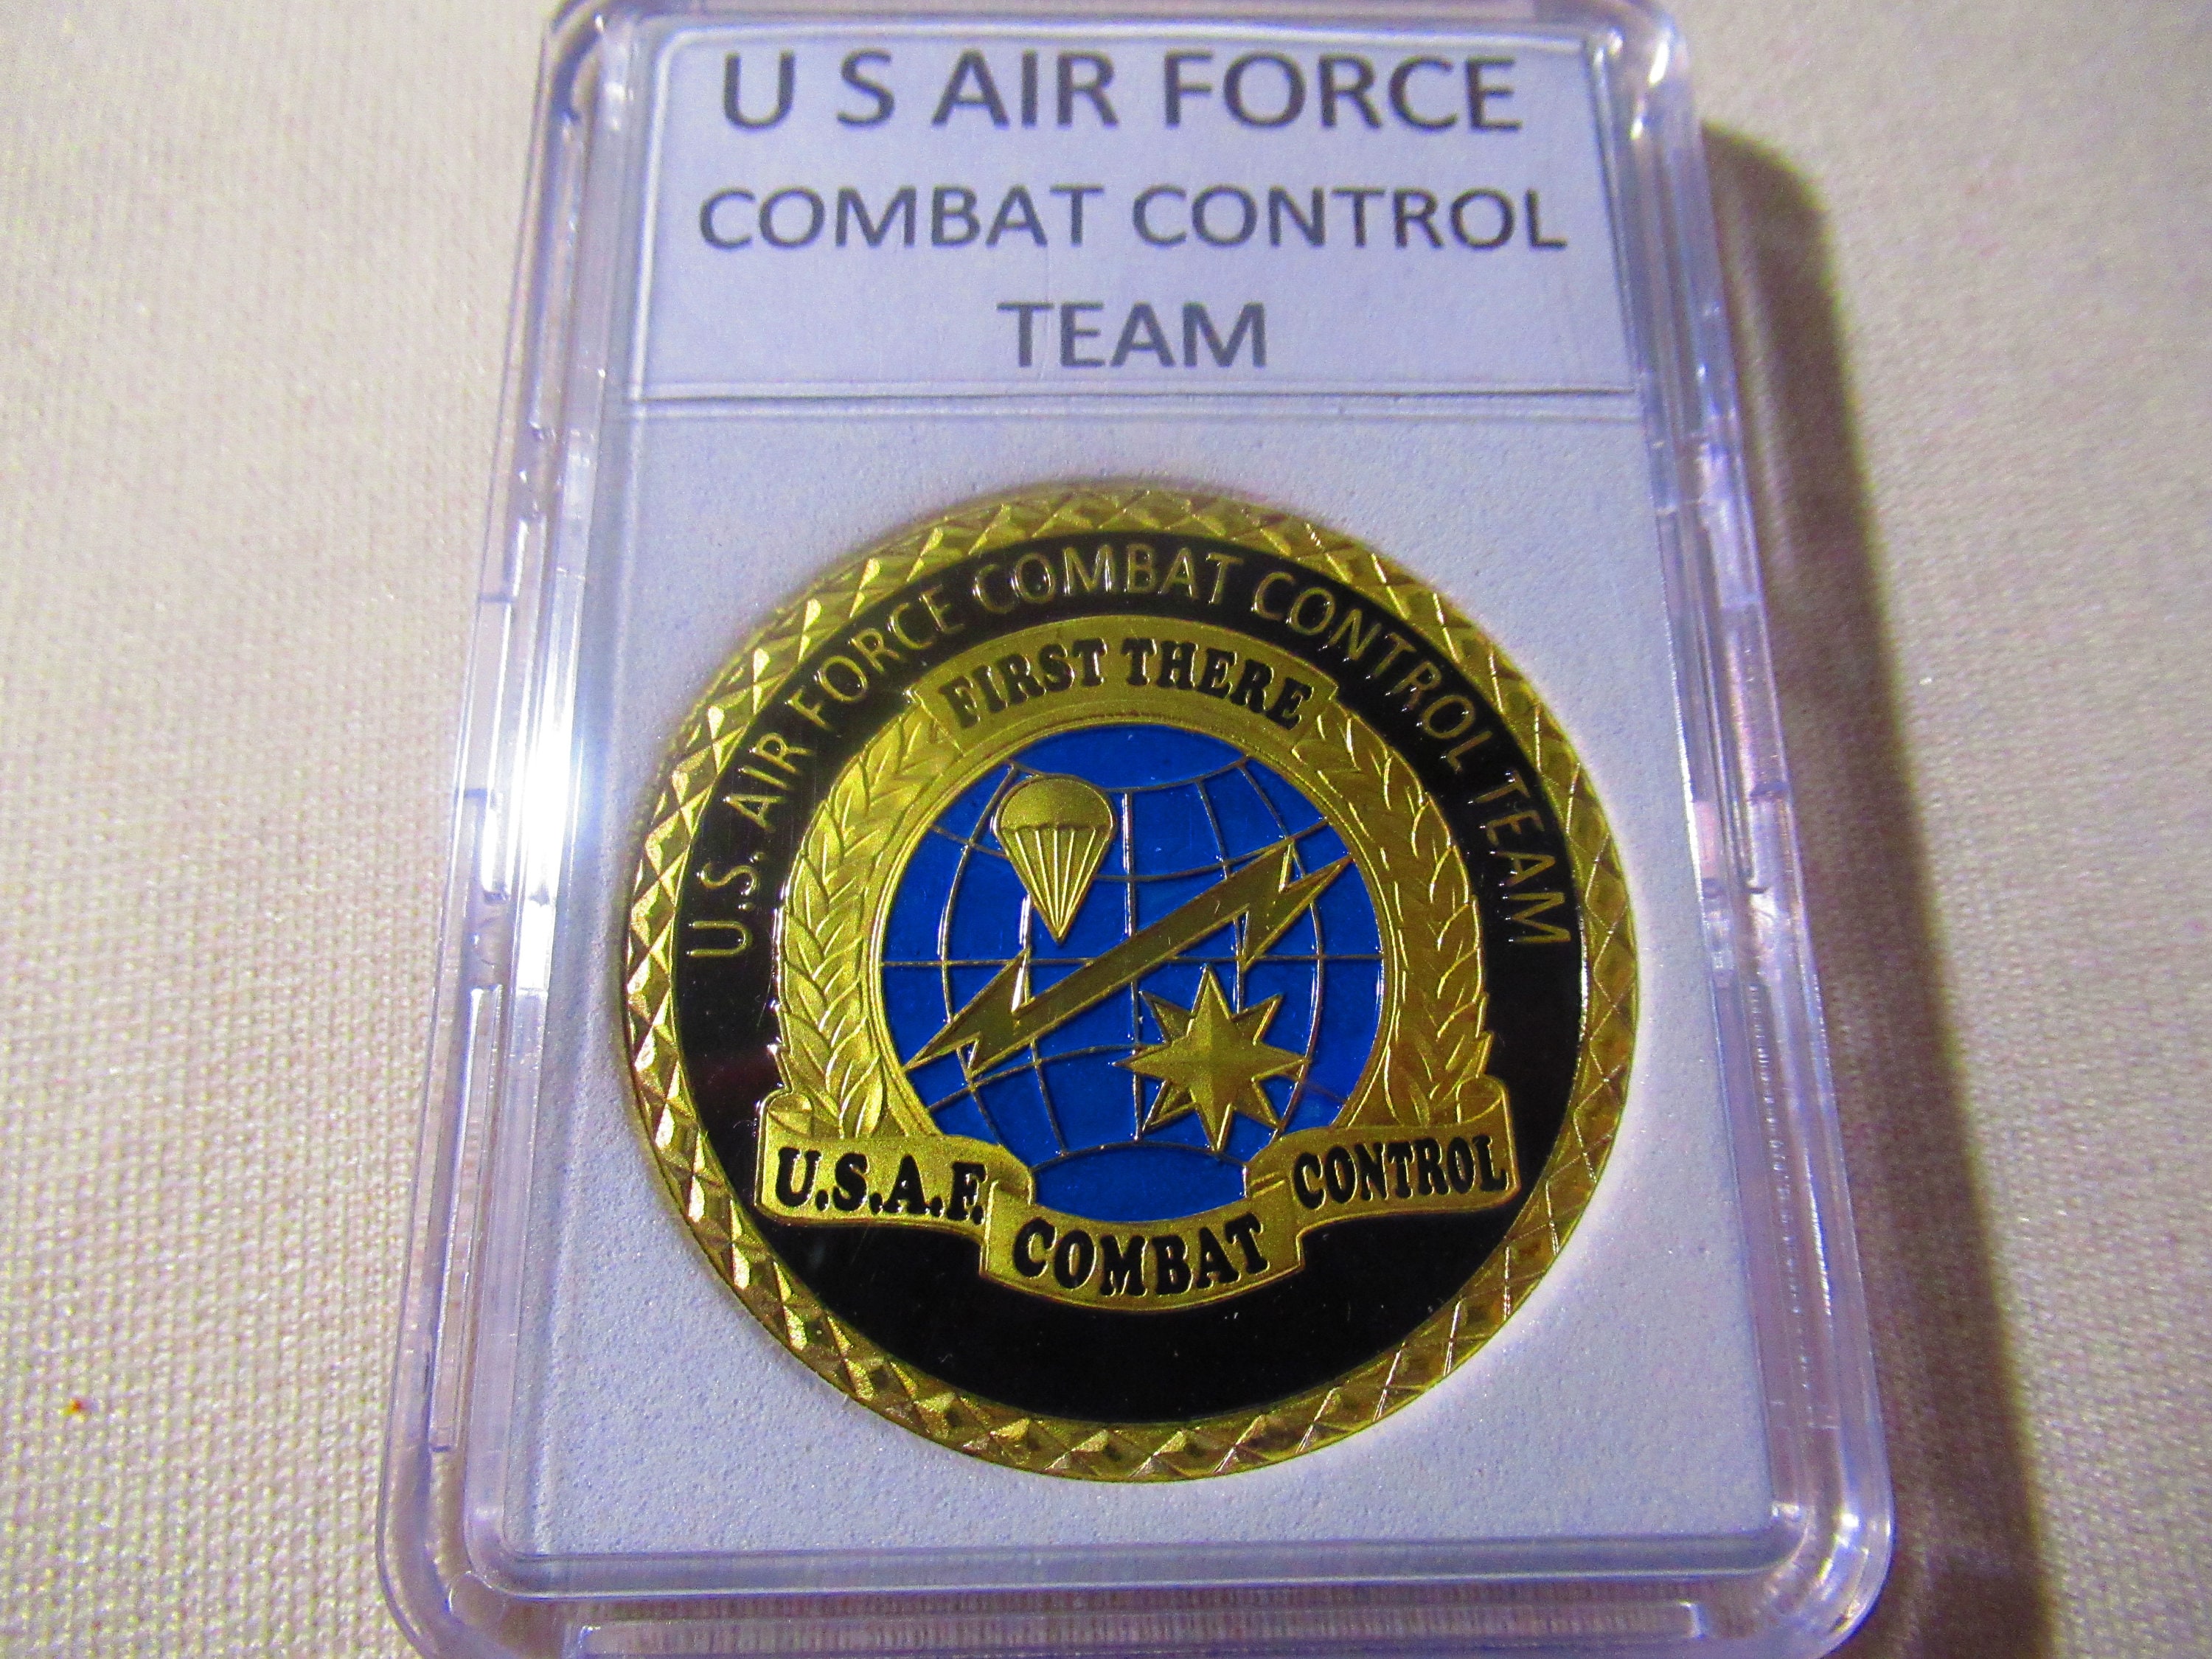 U S AIR FORCE
COMBAT CONTROL
TEAM
U.S. AIR FORCE COMBAT CONTROL TEAM
FIRST THERE
U.S.A.F.
COMBAT
CONTROL